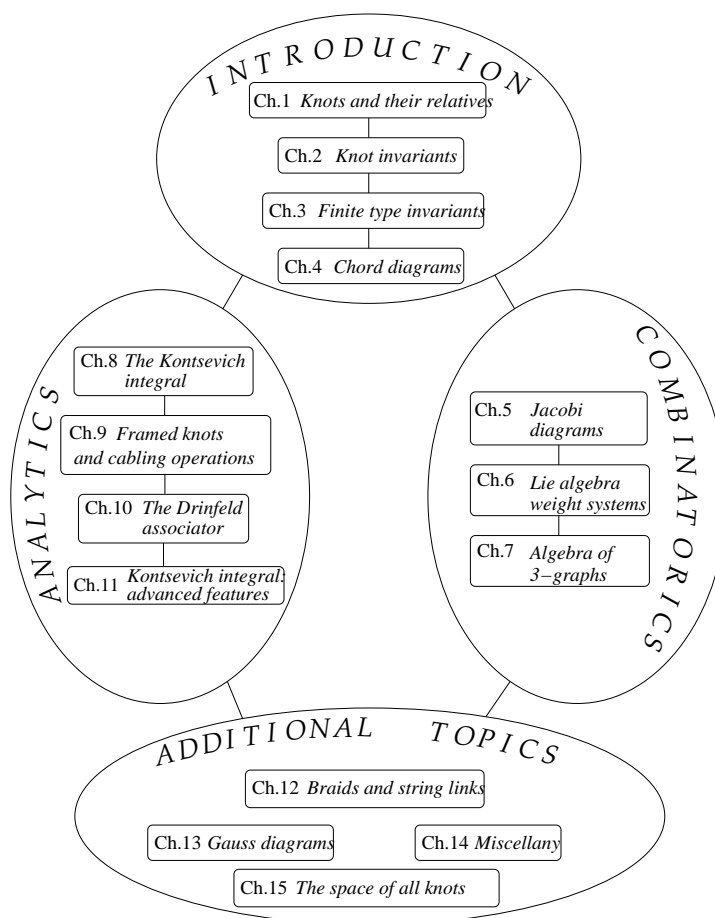 INTRODUCTION
Ch.1 Knots and their relatives
Ch.2 Knot invariants
Ch.3 Finite type invariants
Ch.4 Chord diagrams
ANALYTICS
Ch.8 The Kontsevich
integral
Ch.9 Framed knots
and cabling operations
Ch.10 The Drinfeld
associator
Ch.11 Kontsevich integral:
advanced features
COMBINATORICS
Ch.5 Jacobi
diagrams
Ch.6 Lie algebra
weight systems
Ch.7 Algebra of
3−graphs
ADDITIONAL TOPICS
Ch.12 Braids and string links
Ch.13 Gauss diagrams
Ch.14 Miscellany
Ch.15 The space of all knots